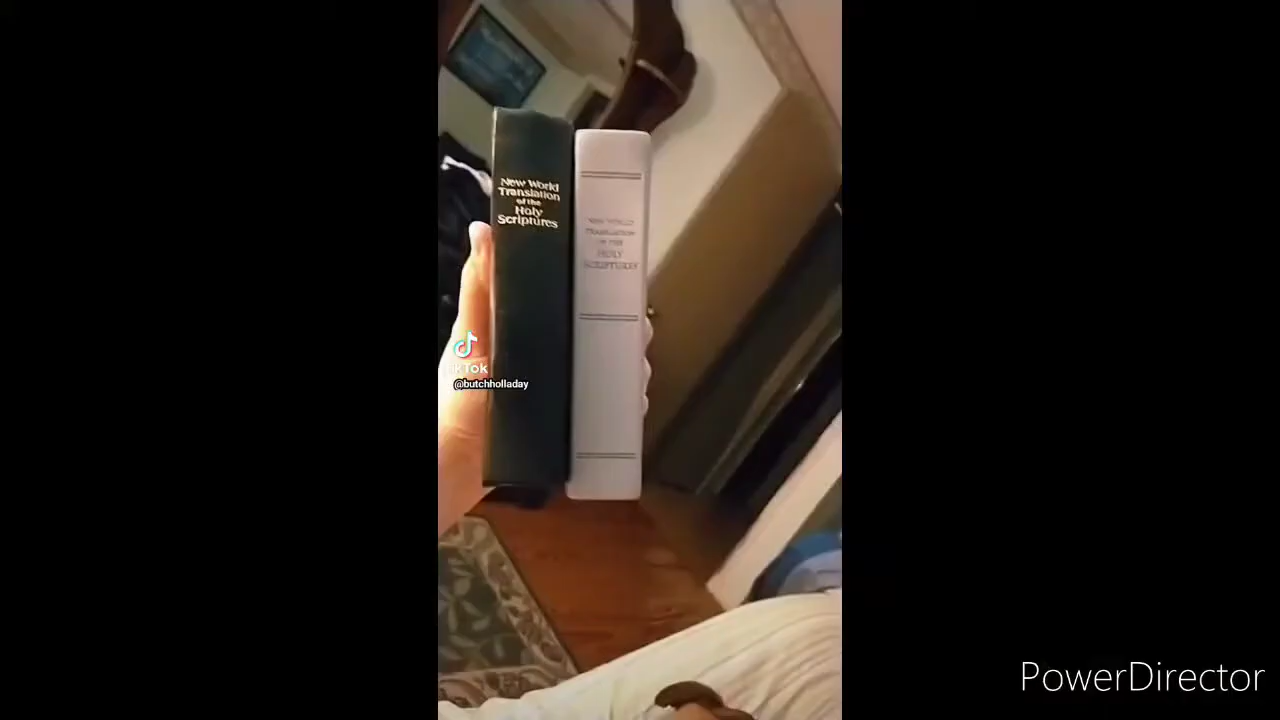 New World
Translation
of the
Holy
Scriptures
NEW WORLD
TRANSLATION
OF THE
HOLY
SCRIPTURES
TikTok
@butchholladay
PowerDirector